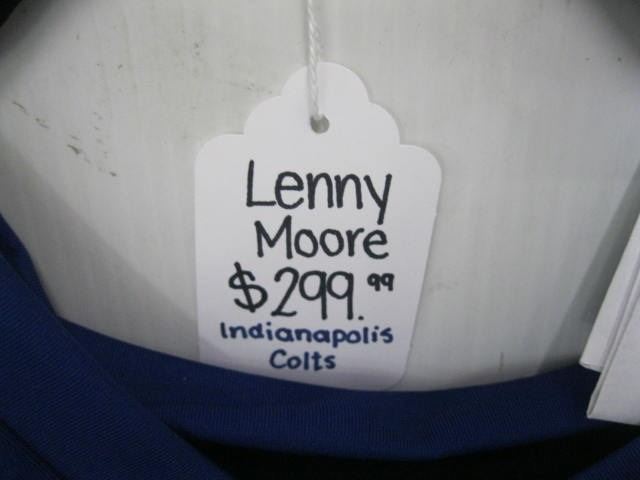 Lenny
Moore
$299.99
Indianapolis
Colts